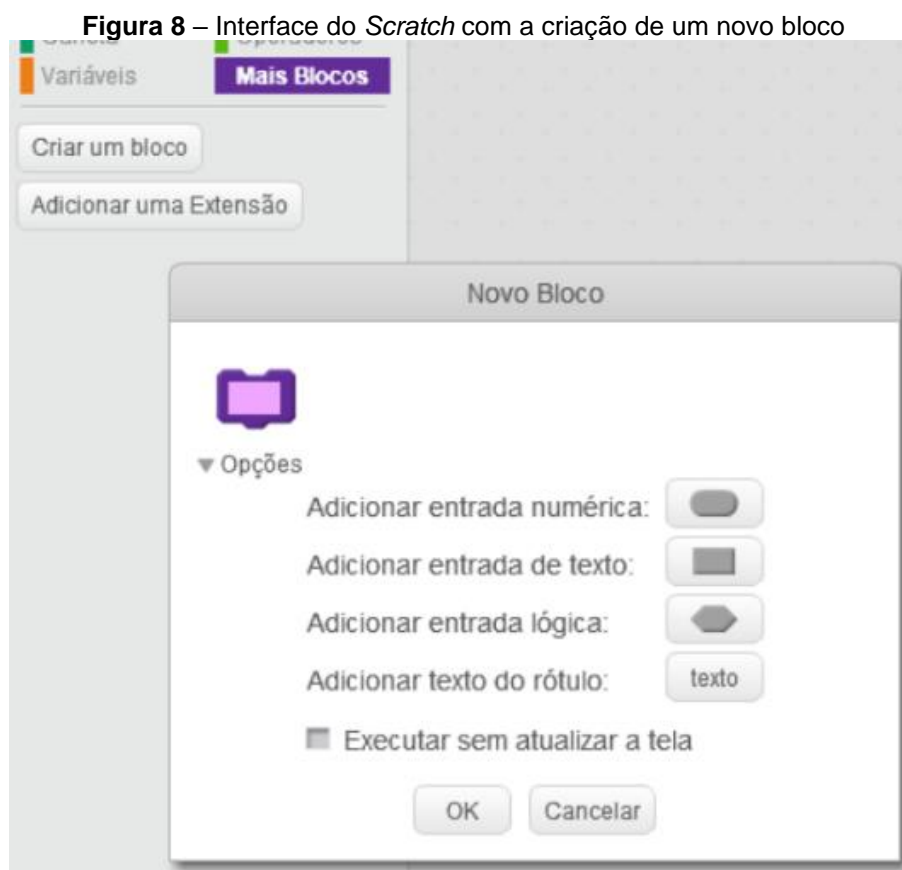 Figura 8 – Interface do Scratch com a criação de um novo bloco
Caneta Operadores
Variáveis Mais Blocos
Criar um bloco
Adicionar uma Extensão
Novo Bloco
Opções
Adicionar entrada numérica:
Adicionar entrada de texto:
Adicionar entrada lógica:
Adicionar texto do rótulo: texto
Executar sem atualizar a tela
OK Cancelar